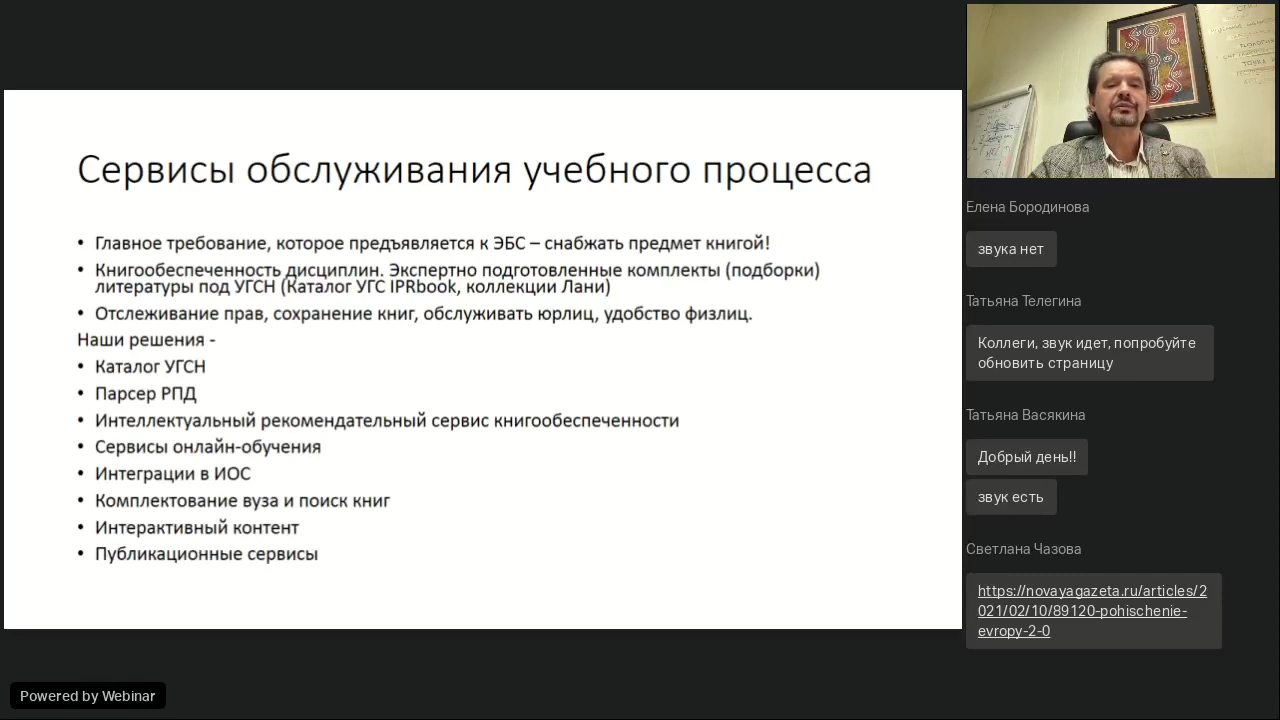 Сервисы обслуживания учебного процесса
• Главное требование, которое предъявляется к ЭБС – снабжать предмет книгой!
• Книгообеспеченность дисциплин. Экспертно подготовленные комплекты (подборки)
литературы под УГСН (Каталог УГС IPRbook, коллекции Лани)
• Отслеживание прав, сохранение книг, обслуживать юрлиц, удобство физлиц.
Наши решения -
• Каталог УГСН
• Парсер РПД
• Интеллектуальный рекомендательный сервис книгообеспеченности
• Сервисы онлайн-обучения
• Интеграции в ИОС
• Комплектование вуза и поиск книг
• Интерактивный контент
• Публикационные сервисы
Елена Бородинова
звука нет
Татьяна Телегина
Коллеги, звук идет, попробуйте
обновить страницу
Татьяна Васякина
Добрый день!!
звук есть
Светлана Чазова
https://novayagazeta.ru/articles/2
021/02/10/89120-pohischenie-
evropy-2-0
Powered by Webinar